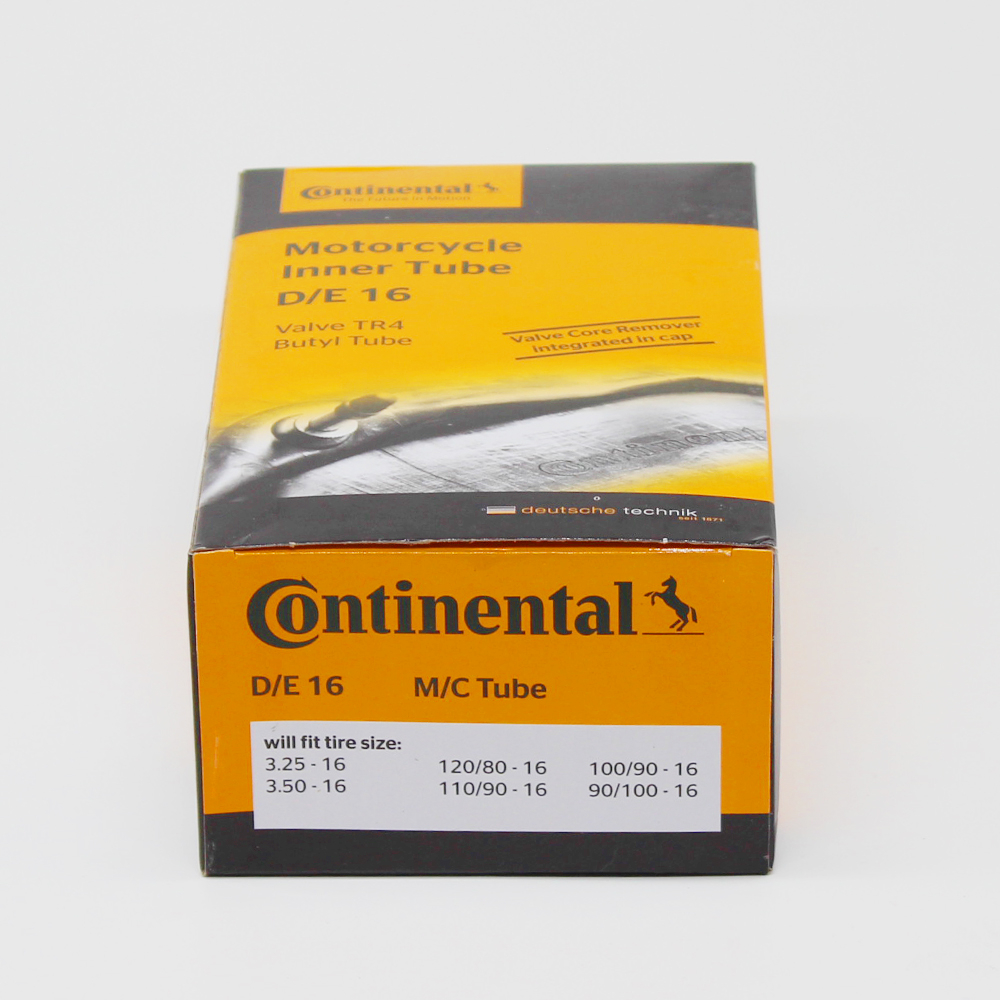 Continental
The Future in Motion
Motorcycle
Inner Tube
D/E 16
Valve TR4
Butyl Tube
Valve Core Remover
integrated in cap
Continent
deutsche technik
seit 1871
Continental
D/E 16 M/C Tube
will fit tire size:
3.25 - 16 120/80 - 16 100/90 - 16
3.50 - 16 110/90 - 16 90/100 - 16